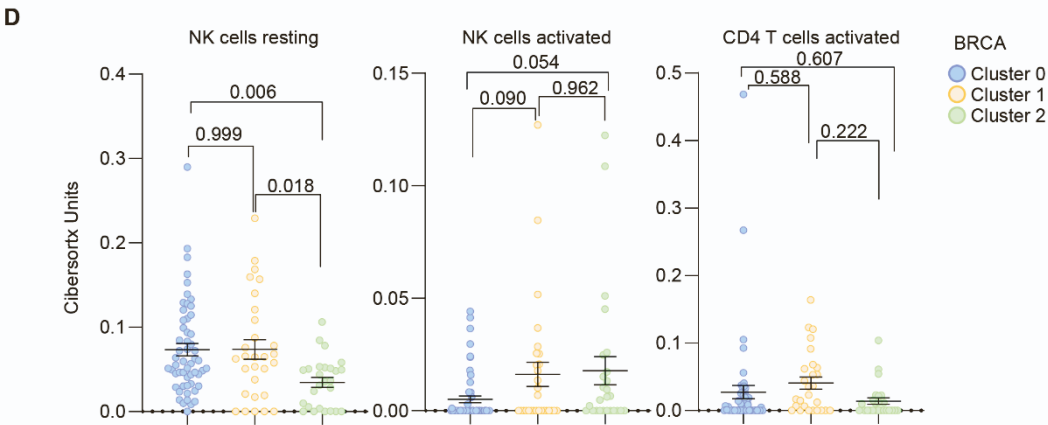 D
NK cells resting
NK cells activated
CD4 T cells activated
BRCA
Cluster 0
Cluster 1
Cluster 2
Cibersortx Units
0.4
0.3
0.2
0.1
0.0
0.006
0.999
0.018
0.15
0.10
0.05
0.00
0.054
0.090
0.962
0.5
0.4
0.3
0.2
0.1
0.0
0.607
0.588
0.222